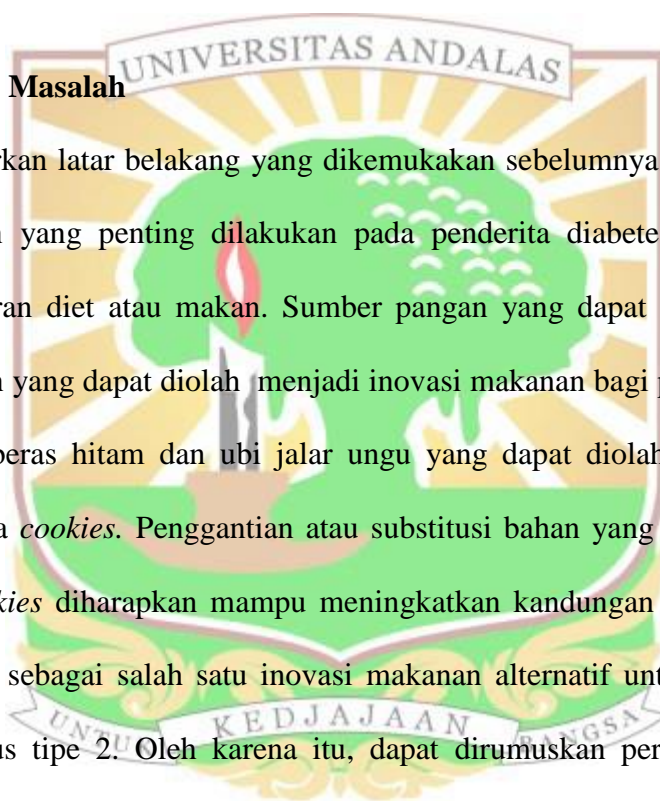 UNIVERSITAS ANDALAS
Masalah
rkan latar belakang yang dikemukakan sebelumnya
yang penting dilakukan pada penderita diabete
ran diet atau makan. Sumber pangan yang dapat
yang dapat diolah menjadi inovasi makanan bagi p
beras hitam dan ubi jalar ungu yang dapat diolah
a cookies. Penggantian atau substitusi bahan yang
kies diharapkan mampu meningkatkan kandungan
sebagai salah satu inovasi makanan alternatif unt
us tipe 2. Oleh karena itu, dapat dirumuskan per
UNTUK KEDJAJAAN BANGSA